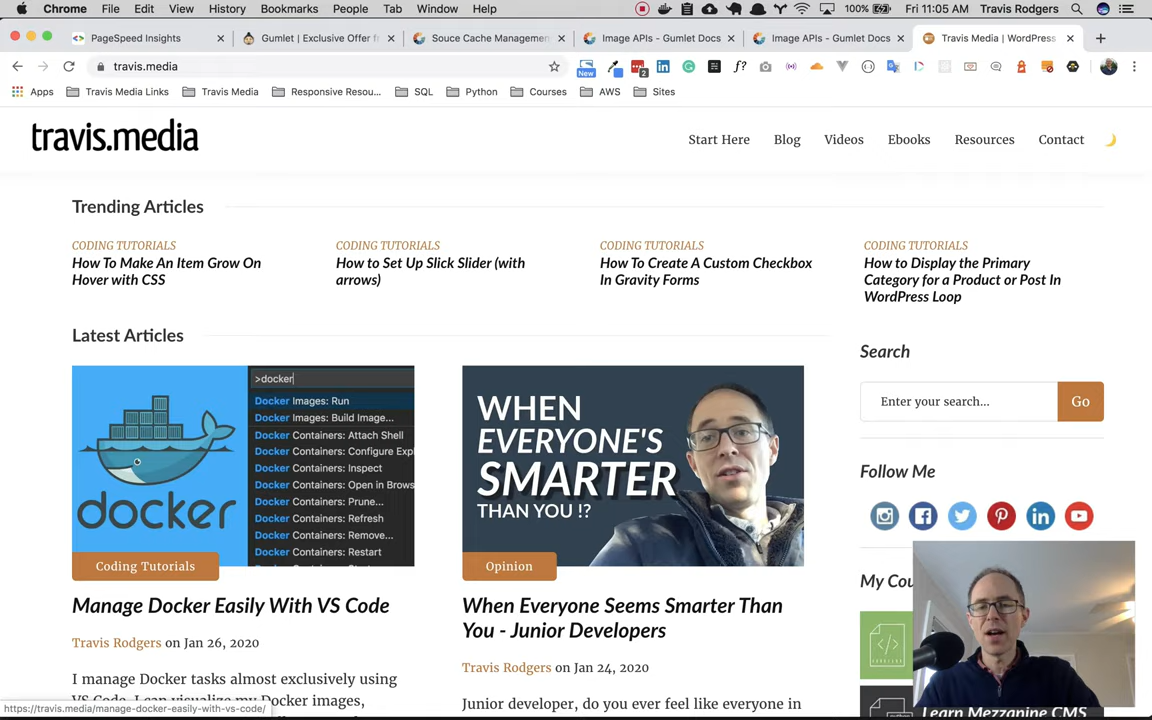 Chrome File Edit View History Bookmarks People Tab Window Help 100% Fri 11:05 AM Travis Rodgers
PageSpeed Insights Gumlet | Exclusive Offer f Souce Cache Managemen Image APIs - Gumlet Docs Image APIs - Gumlet Docs Travis Media | WordPress
travis.media New f? 2
Apps Travis Media Links Travis Media Responsive Resou... SQL Python Courses AWS Sites
travis.media
Start Here Blog Videos Ebooks Resources Contact
Trending Articles
CODING TUTORIALS
How To Make An Item Grow On
Hover with CSS
CODING TUTORIALS
How to Set Up Slick Slider (with
arrows)
CODING TUTORIALS
How To Create A Custom Checkbox
In Gravity Forms
CODING TUTORIALS
How to Display the Primary
Category for a Product or Post In
WordPress Loop
Latest Articles
docker
>docker
Docker Images: Run
Docker Images: Build Image...
Docker Containers: Attach Shell
Docker Containers: Configure Expl
Docker Containers: Inspect
Docker Containers: Open in Brows
Docker Containers: Prune...
Docker Containers: Refresh
Docker Containers: Remove...
Docker Containers: Restart
Coding Tutorials
Manage Docker Easily With VS Code
Travis Rodgers on Jan 26, 2020
I manage Docker tasks almost exclusively using
VS Code. I can visualize my Docker images,
WHEN
EVERYONE'S
SMARTER
THAN YOU !?
Opinion
When Everyone Seems Smarter Than
You - Junior Developers
Travis Rodgers on Jan 24, 2020
Junior developer, do you ever feel like everyone in
Search
Enter your search... Go
Follow Me
My Cou
</>
Learn Mezzanine CMS
https://travis.media/manage-docker-easily-with-vs-code/